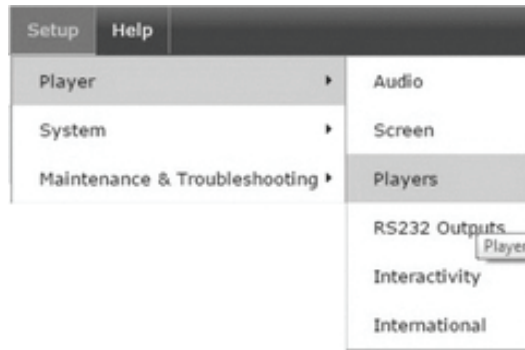 Setup Help
Player
System
Maintenance & Troubleshooting
Audio
Screen
Players
RS232 Outputs
Player
Interactivity
International